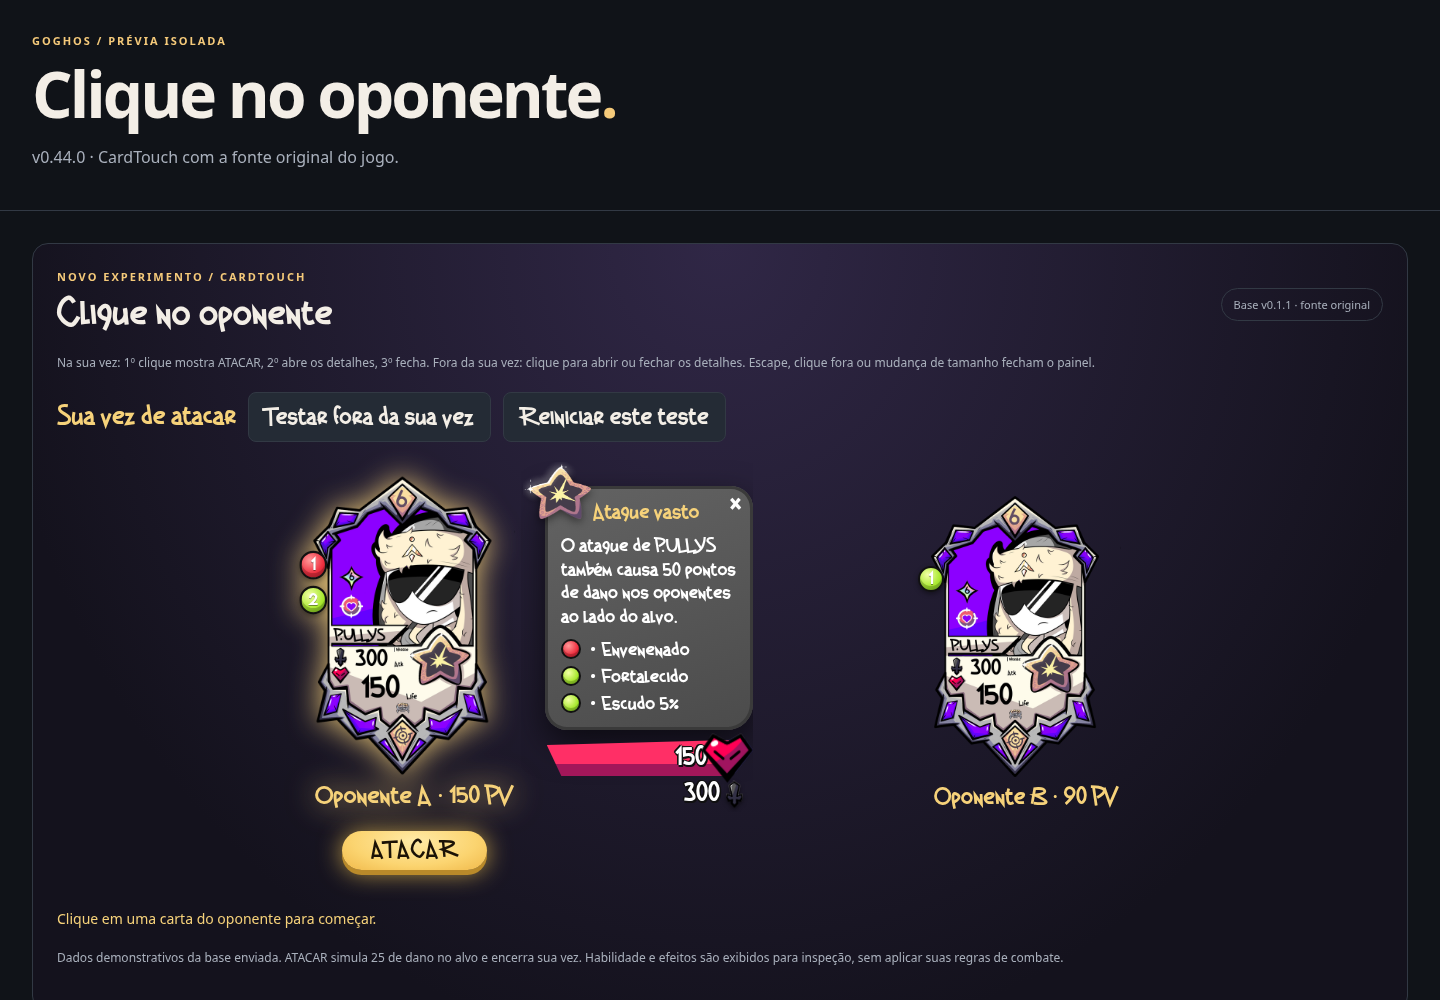 GOGHOS / PRÉVIA ISOLADA
Clique no oponente.
v0.44.0 · CardTouch com a fonte original do jogo.
NOVO EXPERIMENTO / CARDTOUCH
Clique no oponente
Base v0.1.1 · fonte original
Na sua vez: 1º clique mostra ATACAR, 2º abre os detalhes, 3º fecha. Fora da sua vez: clique para abrir ou fechar os detalhes. Escape, clique fora ou mudança de tamanho fecham o painel.
Sua vez de atacar
Testar fora da sua vez
Reiniciar este teste
6
1
2
6
PULLYS
300
Atk
150
Life
Oponente A · 150 PV
ATACAR
Ataque vasto
×
O ataque de PULLYS
também causa 50 pontos
de dano nos oponentes
ao lado do alvo.
• Envenenado
• Fortalecido
• Escudo 5%
150
300
6
1
6
PULLYS
300
Atk
150
Life
Oponente B · 90 PV
Clique em uma carta do oponente para começar.
Dados demonstrativos da base enviada. ATACAR simula 25 de dano no alvo e encerra sua vez. Habilidade e efeitos são exibidos para inspeção, sem aplicar suas regras de combate.